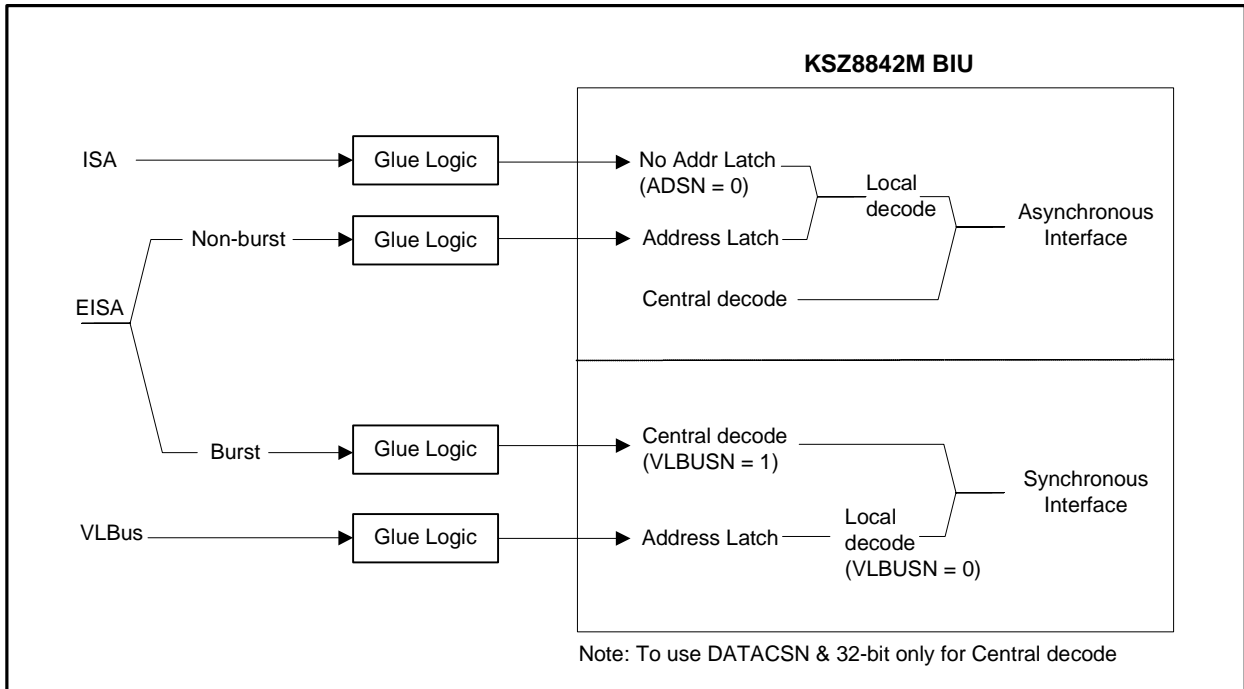 KSZ8842M BIU
ISA
Glue Logic
No Addr Latch
(ADSN = 0)
Local
decode
Asynchronous
Interface
EISA
Non-burst
Glue Logic
Address Latch
Central decode
Burst
Glue Logic
Central decode
(VLBUSN = 1)
Synchronous
Interface
VLBus
Glue Logic
Address Latch
Local
decode
(VLBUSN = 0)
Note: To use DATACSN & 32-bit only for Central decode